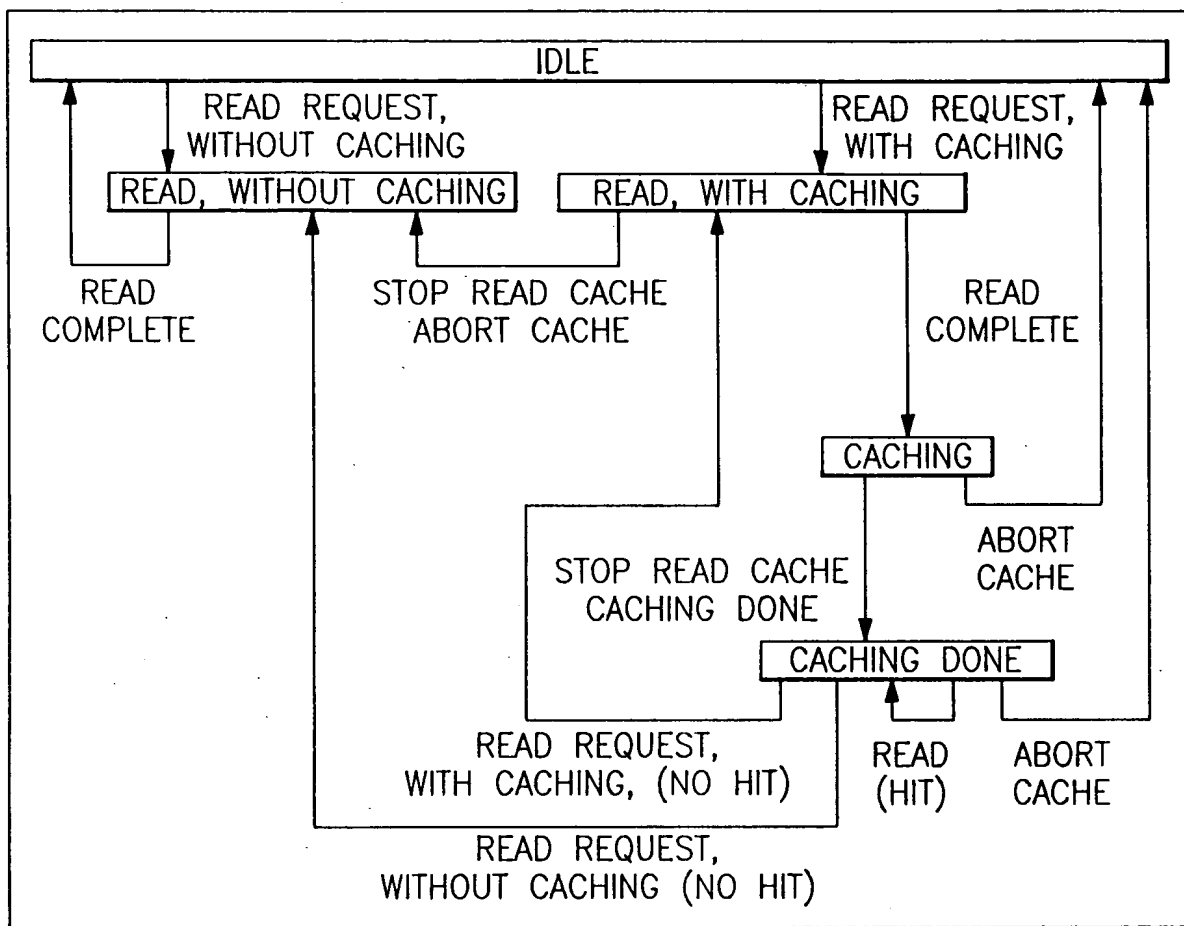 IDLE
READ REQUEST,
WITHOUT CACHING
READ REQUEST,
WITH CACHING
READ, WITHOUT CACHING
READ, WITH CACHING
READ
COMPLETE
STOP READ CACHE
ABORT CACHE
READ
COMPLETE
CACHING
ABORT
CACHE
STOP READ CACHE
CACHING DONE
CACHING DONE
READ REQUEST,
WITH CACHING, (NO HIT)
READ
(HIT)
ABORT
CACHE
READ REQUEST,
WITHOUT CACHING (NO HIT)